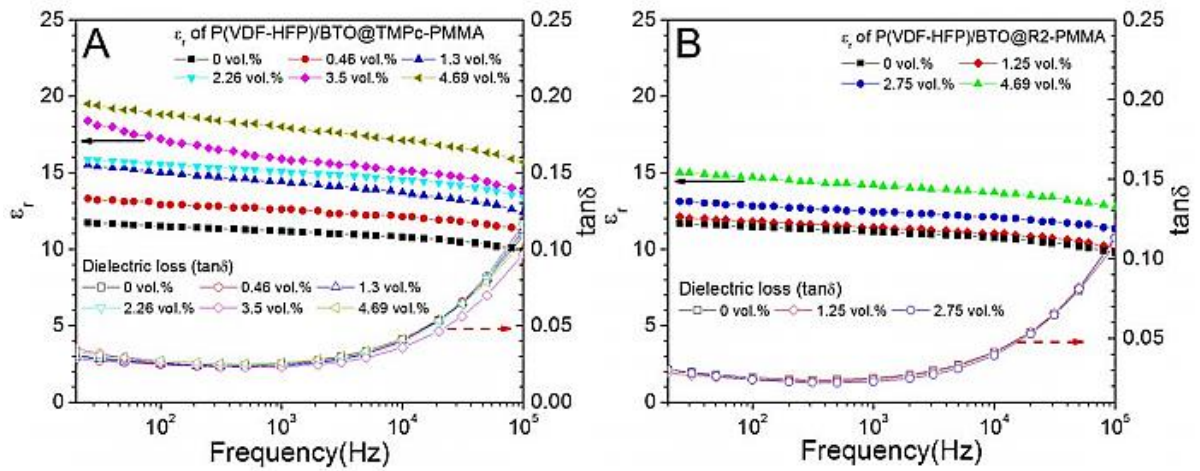 A
εr of P(VDF-HFP)/BTO@TMPc-PMMA
0 vol.% 0.46 vol.% 1.3 vol.%
2.26 vol.% 3.5 vol.% 4.69 vol.%
25
20
15
10
5
0
εr
0.25
0.20
0.15
0.10
0.05
0.00
tanδ
Dielectric loss (tanδ)
0 vol.% 0.46 vol.% 1.3 vol.%
2.26 vol.% 3.5 vol.% 4.69 vol.%
10² 10³ 10⁴ 10⁵
Frequency(Hz)
B
εr of P(VDF-HFP)/BTO@R2-PMMA
0 vol.% 1.25 vol.%
2.75 vol.% 4.69 vol.%
25
20
15
10
5
0
εr
0.25
0.20
0.15
0.10
0.05
0.00
tanδ
Dielectric loss (tanδ)
0 vol.% 1.25 vol.% 2.75 vol.%
10² 10³ 10⁴ 10⁵
Frequency(Hz)